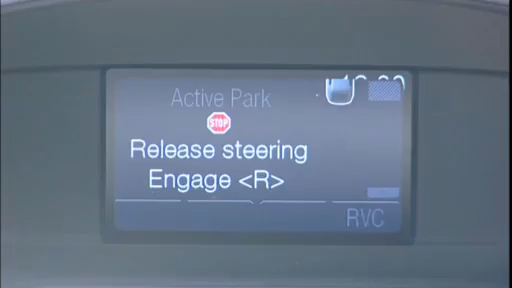 Active Park
STOP
Release steering
Engage <R>
RVC